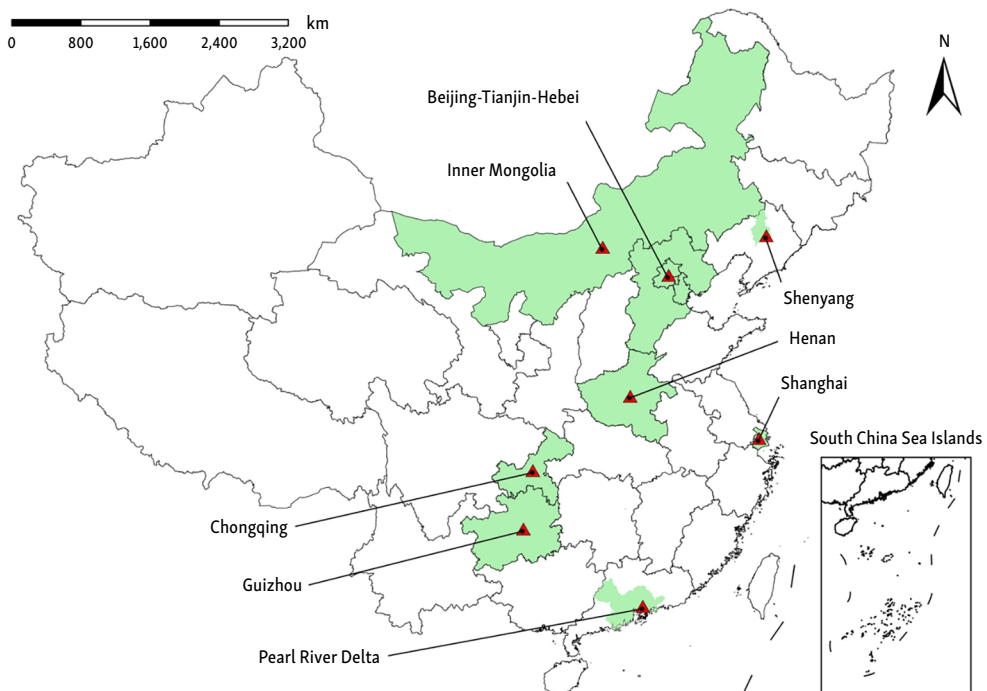 km
0 800 1,600 2,400 3,200
N
Beijing-Tianjin-Hebei
Inner Mongolia
Shenyang
Henan
Shanghai
South China Sea Islands
Chongqing
Guizhou
Pearl River Delta